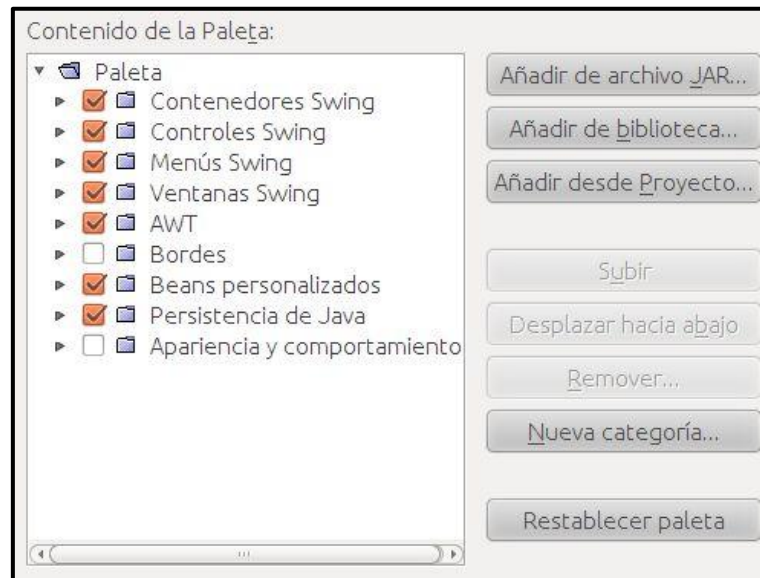 Contenido de la Paleta:
Paleta
Contenedores Swing
Controles Swing
Menús Swing
Ventanas Swing
AWT
Bordes
Beans personalizados
Persistencia de Java
Apariencia y comportamiento
Añadir de archivo JAR...
Añadir de biblioteca...
Añadir desde Proyecto...
Subir
Desplazar hacia abajo
Remover...
Nueva categoría...
Restablecer paleta